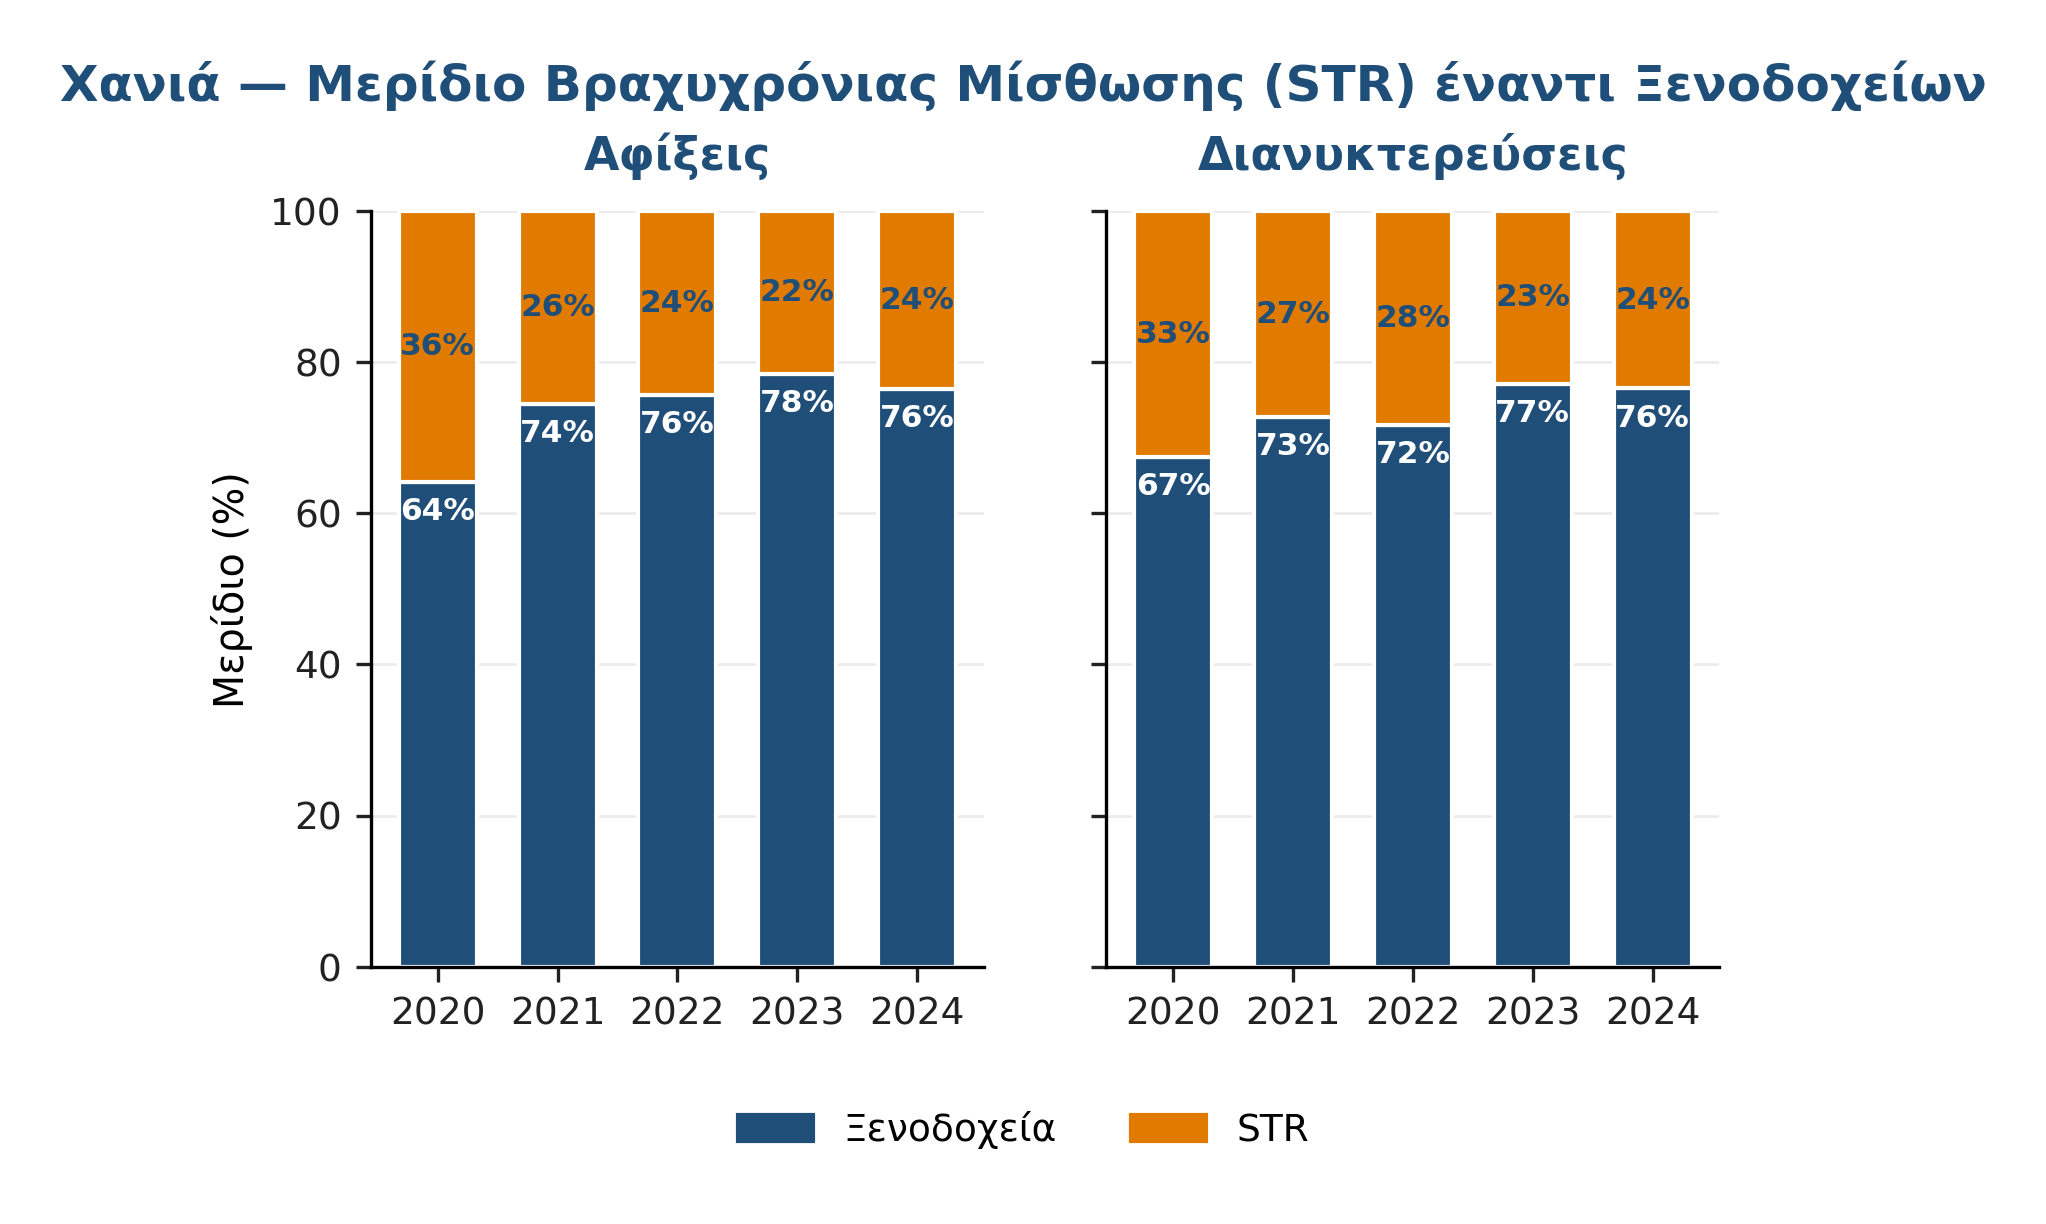 Χανιά — Μερίδιο Βραχυχρόνιας Μίσθωσης (STR) έναντι Ξενοδοχείων
Αφίξεις
Διανυκτερεύσεις
Μερίδιο (%)
100
80
60
40
20
0
36% 26% 24% 22% 24%
64% 74% 76% 78% 76%
2020 2021 2022 2023 2024
33% 27% 28% 23% 24%
67% 73% 72% 77% 76%
2020 2021 2022 2023 2024
Ξενοδοχεία
STR